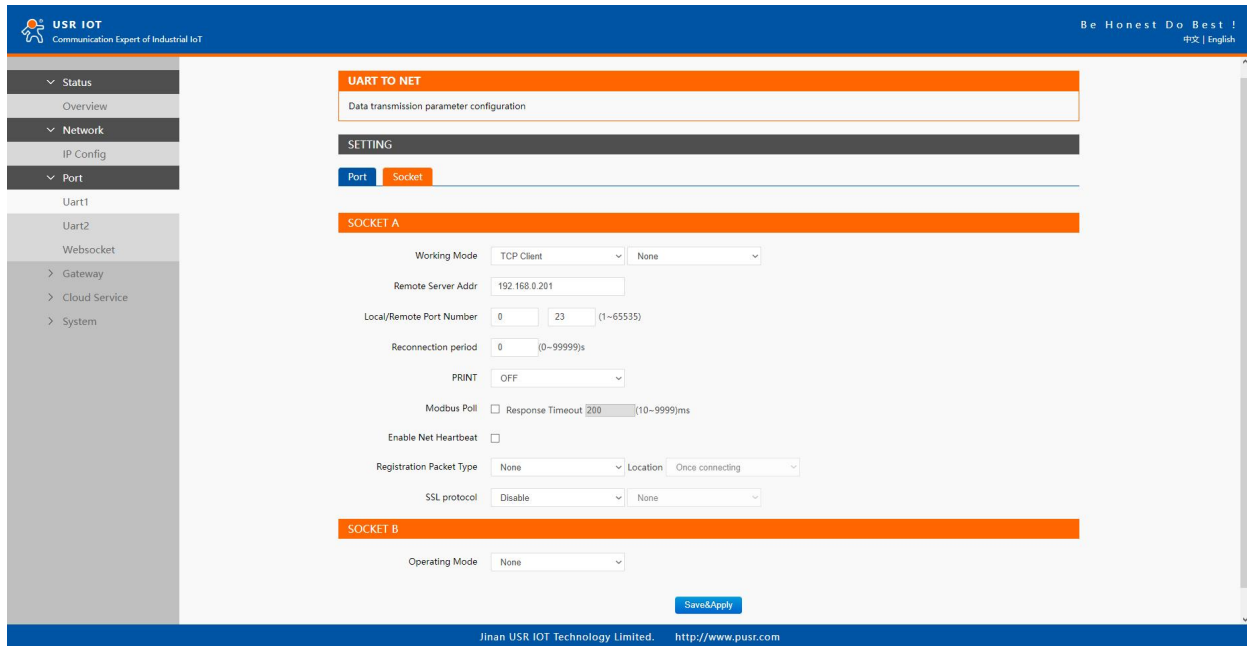 USR IOT
Communication Expert of Industrial IoT
Be Honest Do Best !
中文 | English
Status
Overview
Network
IP Config
Port
Uart1
Uart2
Websocket
Gateway
Cloud Service
System
UART TO NET
Data transmission parameter configuration
SETTING
Port Socket
SOCKET A
Working Mode TCP Client None
Remote Server Addr 192.168.0.201
Local/Remote Port Number 0 23 (1~65535)
Reconnection period 0 (0~99999)s
PRINT OFF
Modbus Poll Response Timeout 200 (10~9999)ms
Enable Net Heartbeat
Registration Packet Type None Location Once connecting
SSL protocol Disable None
SOCKET B
Operating Mode None
Save&Apply
Jinan USR IOT Technology Limited. http://www.pusr.com